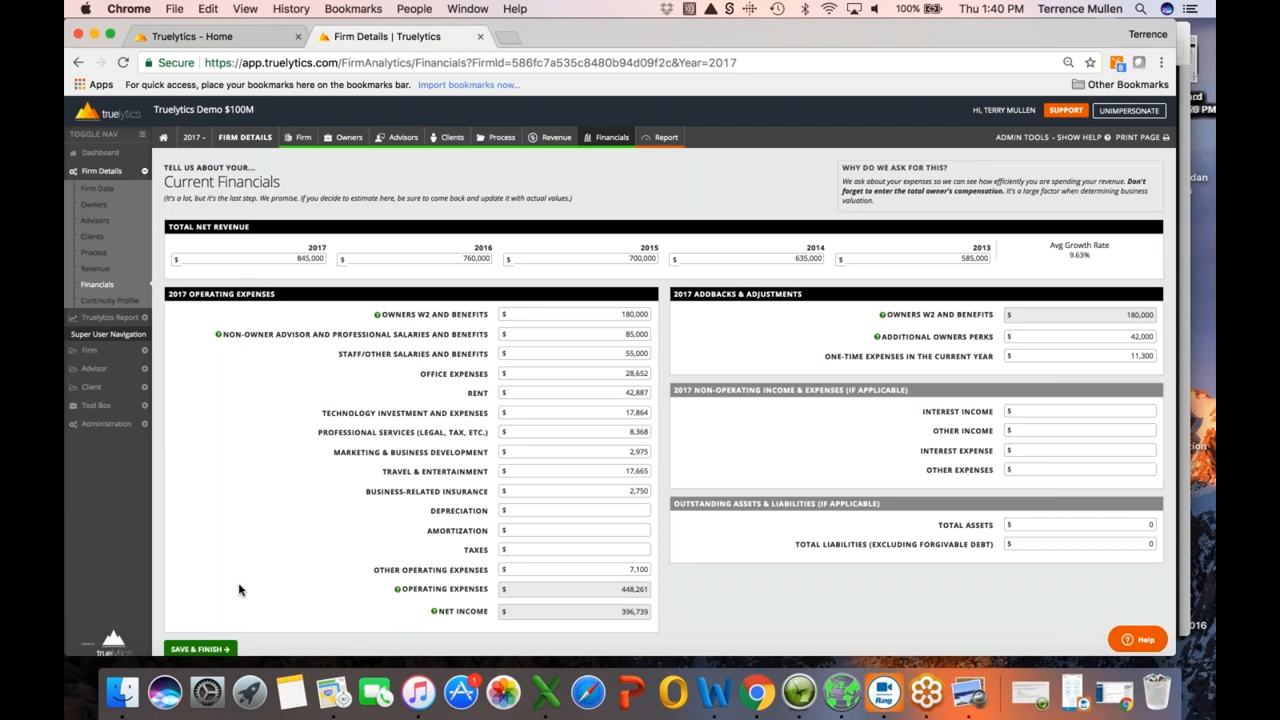 Chrome File Edit View History Bookmarks People Window Help 100% Thu 1:40 PM Terrence Mullen
Truelytics - Home Firm Details | Truelytics Terrence
Secure https://app.truelytics.com/FirmAnalytics/Financials?FirmId=586fc7a535c8480b94d09f2c&Year=2017
Apps For quick access, place your bookmarks here on the bookmarks bar. Import bookmarks now... Other Bookmarks
truelytics Truelytics Demo $100M HI, TERRY MULLEN SUPPORT UNIMPERSONATE
TOGGLE NAV 2017 FIRM DETAILS Firm Owners Advisors Clients Process Revenue Financials Report ADMIN TOOLS - SHOW HELP PRINT PAGE
Dashboard
Firm Details
Firm Data
Owners
Advisors
Clients
Process
Revenue
Financials
Continuity Profile
Truelytics Report
Super User Navigation
Firm
Advisor
Client
Tool Box
Administration
TELL US ABOUT YOUR...
Current Financials
(It's a lot, but it's the last step. We promise. If you decide to estimate here, be sure to come back and update it with actual values.)
WHY DO WE ASK FOR THIS?
We ask about your expenses so we can see how efficiently you are spending your revenue. Don't
forget to enter the total owner's compensation. It's a large factor when determining business
valuation.
TOTAL NET REVENUE
2017 2016 2015 2014 2013 Avg Growth Rate
$ 845,000 $ 760,000 $ 700,000 $ 635,000 $ 585,000 9.63%
2017 OPERATING EXPENSES
OWNERS W2 AND BENEFITS $ 180,000
NON-OWNER ADVISOR AND PROFESSIONAL SALARIES AND BENEFITS $ 85,000
STAFF/OTHER SALARIES AND BENEFITS $ 55,000
OFFICE EXPENSES $ 28,652
RENT $ 42,887
TECHNOLOGY INVESTMENT AND EXPENSES $ 17,864
PROFESSIONAL SERVICES (LEGAL, TAX, ETC.) $ 8,368
MARKETING & BUSINESS DEVELOPMENT $ 2,975
TRAVEL & ENTERTAINMENT $ 17,665
BUSINESS-RELATED INSURANCE $ 2,750
DEPRECIATION $
AMORTIZATION $
TAXES $
OTHER OPERATING EXPENSES $ 7,100
OPERATING EXPENSES $ 448,261
NET INCOME $ 396,739
SAVE & FINISH
2017 ADDBACKS & ADJUSTMENTS
OWNERS W2 AND BENEFITS $ 180,000
ADDITIONAL OWNERS PERKS $ 42,000
ONE-TIME EXPENSES IN THE CURRENT YEAR $ 11,300
2017 NON-OPERATING INCOME & EXPENSES (IF APPLICABLE)
INTEREST INCOME $
OTHER INCOME $
INTEREST EXPENSE $
OTHER EXPENSES $
OUTSTANDING ASSETS & LIABILITIES (IF APPLICABLE)
TOTAL ASSETS $ 0
TOTAL LIABILITIES (EXCLUDING FORGIVABLE DEBT) $ 0
Help
Ring